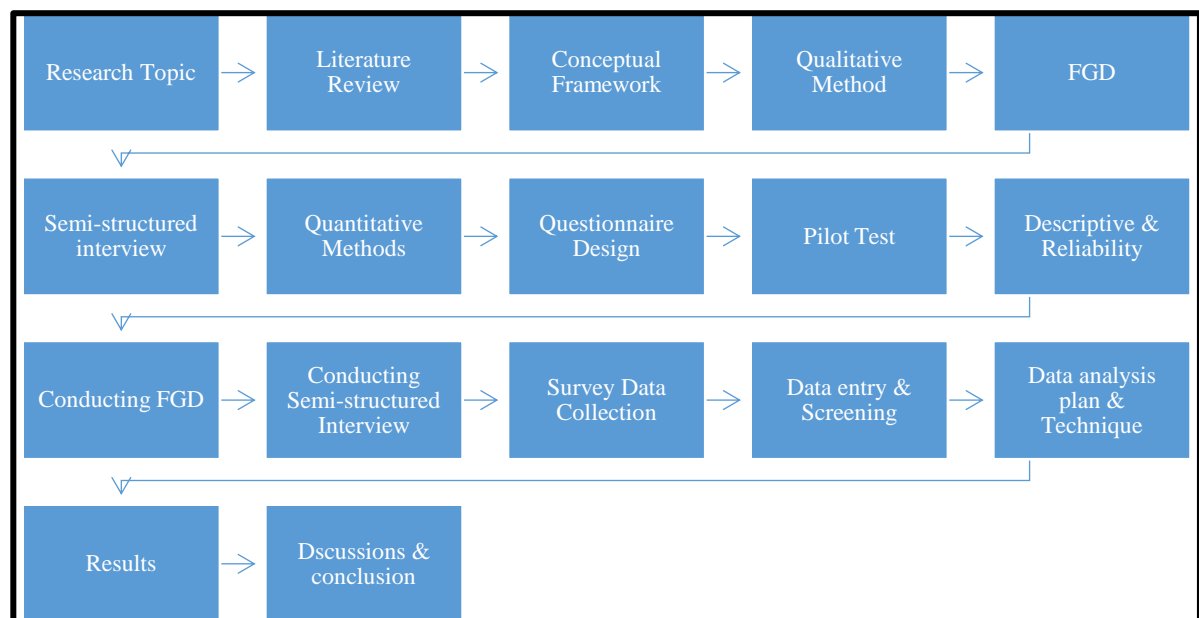 Research Topic
Literature
Review
Conceptual
Framework
Qualitative
Method
FGD
Semi-structured
interview
Quantitative
Methods
Questionnaire
Design
Pilot Test
Descriptive &
Reliability
Conducting FGD
Conducting
Semi-structured
Interview
Survey Data
Collection
Data entry &
Screening
Data analysis
plan &
Technique
Results
Dscussions &
conclusion